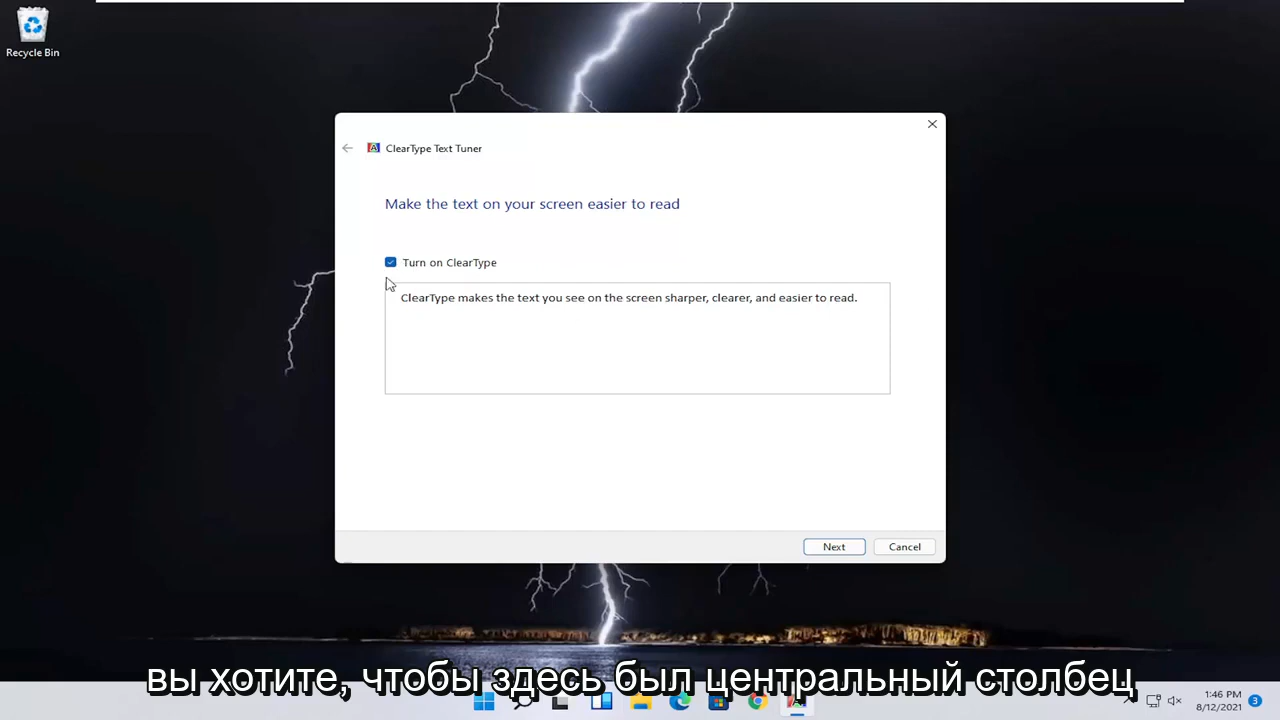 Recycle Bin
ClearType Text Tuner
Make the text on your screen easier to read
Turn on ClearType
ClearType makes the text you see on the screen sharper, clearer, and easier to read.
Next
Cancel
вы хотите, чтобы здесь был центральный столбец
1:46 PM
8/12/2021
3